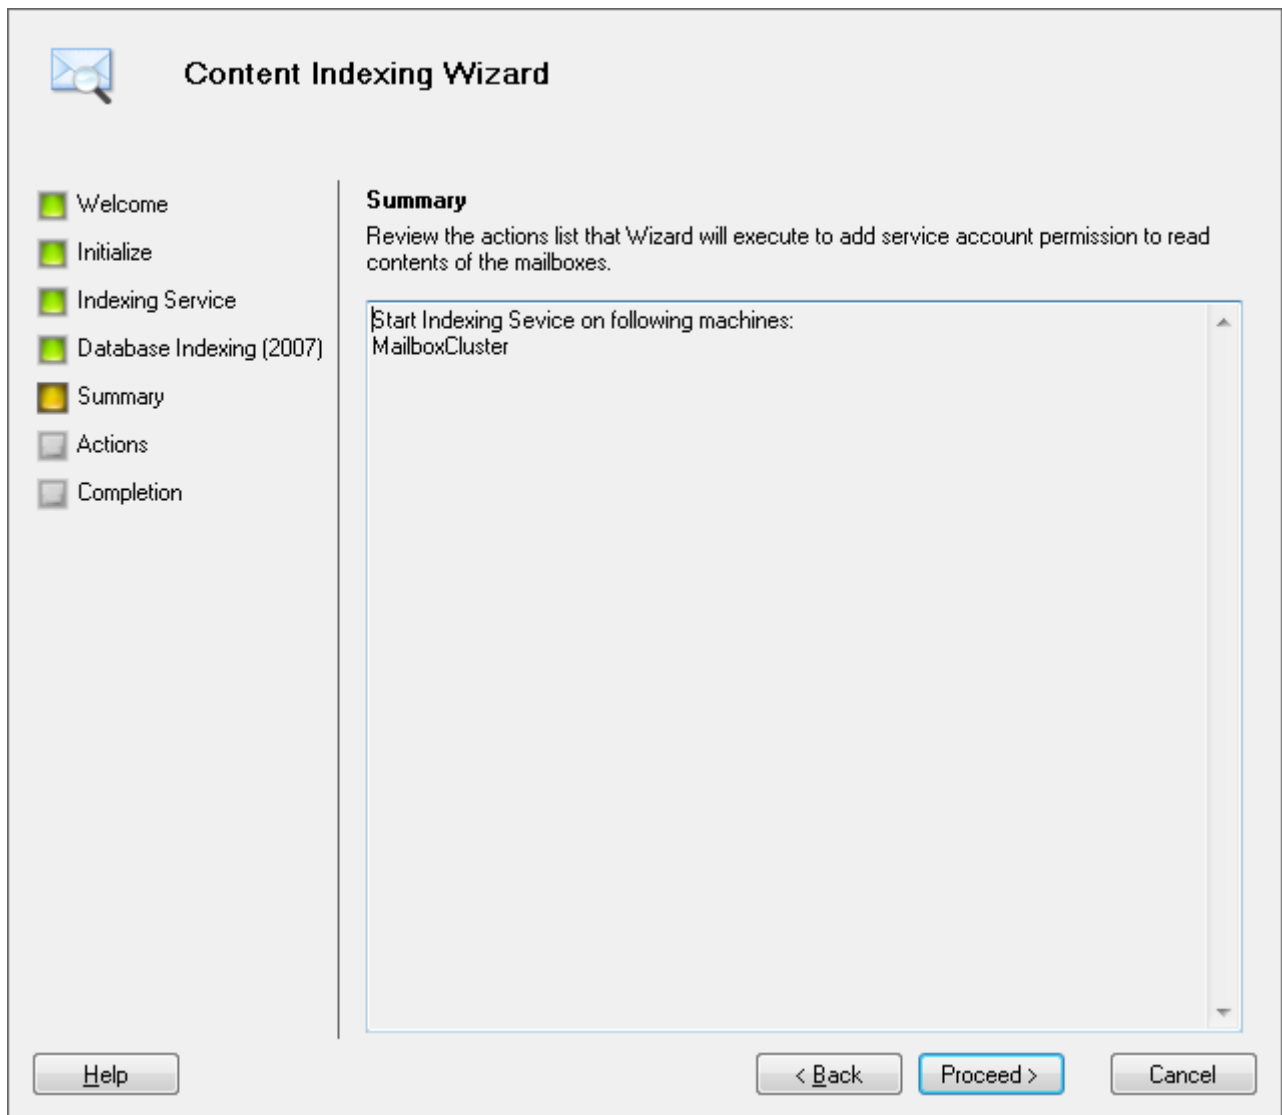 Content Indexing Wizard
Welcome
Initialize
Indexing Service
Database Indexing (2007)
Summary
Actions
Completion
Summary
Review the actions list that Wizard will execute to add service account permission to read
contents of the mailboxes.
Start Indexing Sevice on following machines:
MailboxCluster
Help
< Back
Proceed >
Cancel